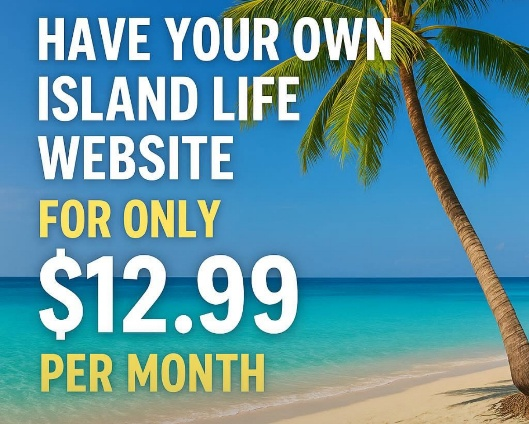 HAVE YOUR OWN
ISLAND LIFE
WEBSITE
FOR ONLY
$12.99
PER MONTH